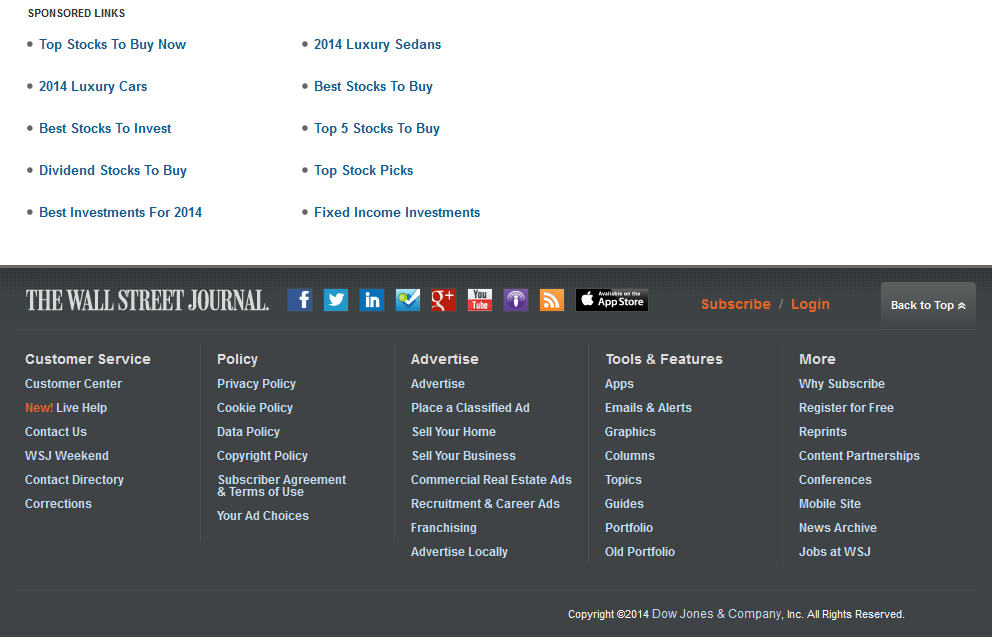 SPONSORED LINKS
Top Stocks To Buy Now
2014 Luxury Cars
Best Stocks To Invest
Dividend Stocks To Buy
Best Investments For 2014
2014 Luxury Sedans
Best Stocks To Buy
Top 5 Stocks To Buy
Top Stock Picks
Fixed Income Investments
THE WALL STREET JOURNAL.
f
in
g+
You
Tube
Available on the
App Store
Subscribe / Login
Back to Top
Customer Service
Customer Center
New! Live Help
Contact Us
WSJ Weekend
Contact Directory
Corrections
Policy
Privacy Policy
Cookie Policy
Data Policy
Copyright Policy
Subscriber Agreement
& Terms of Use
Your Ad Choices
Advertise
Advertise
Place a Classified Ad
Sell Your Home
Sell Your Business
Commercial Real Estate Ads
Recruitment & Career Ads
Franchising
Advertise Locally
Tools & Features
Apps
Emails & Alerts
Graphics
Columns
Topics
Guides
Portfolio
Old Portfolio
More
Why Subscribe
Register for Free
Reprints
Content Partnerships
Conferences
Mobile Site
News Archive
Jobs at WSJ
Copyright ©2014 Dow Jones & Company, Inc. All Rights Reserved.